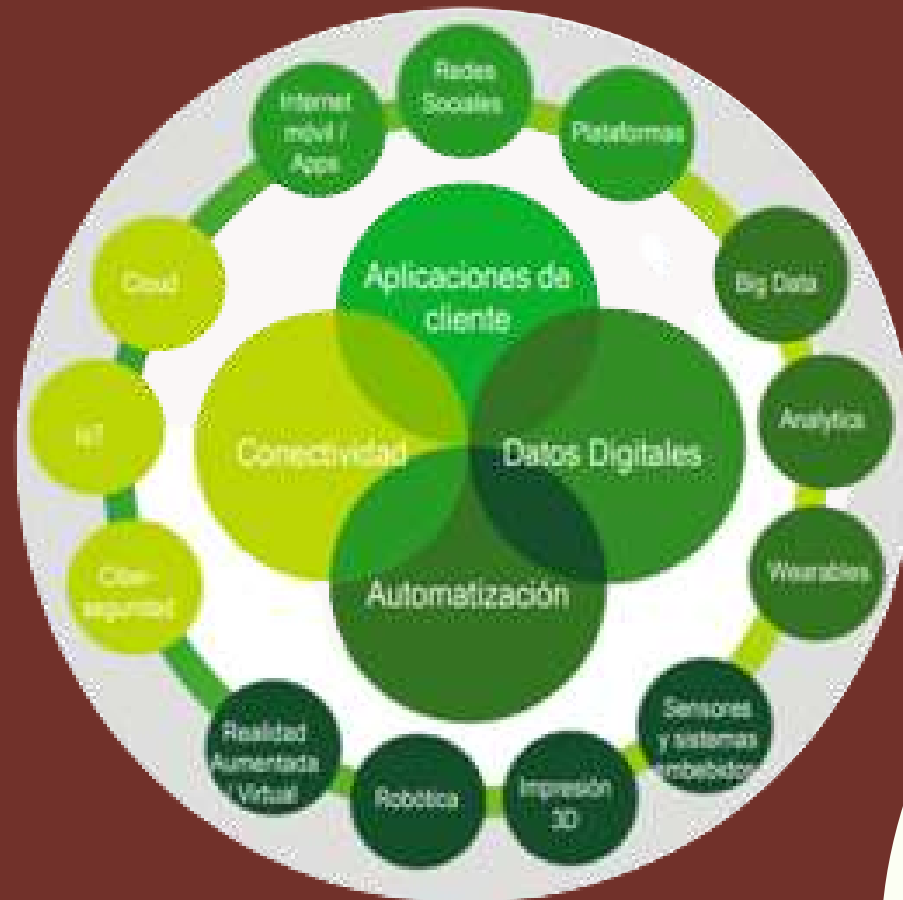 Redes
Sociales
Internet
móvil /
Apps
Plataformas
Cloud
Big Data
Aplicaciones de
cliente
IoT
Analytics
Conectividad
Datos Digitales
Ciber-
seguridad
Wearables
Automatización
Realidad
Aumentada
/ Virtual
Robótica
Impresión
3D
Sensores
y sistemas
embebidos